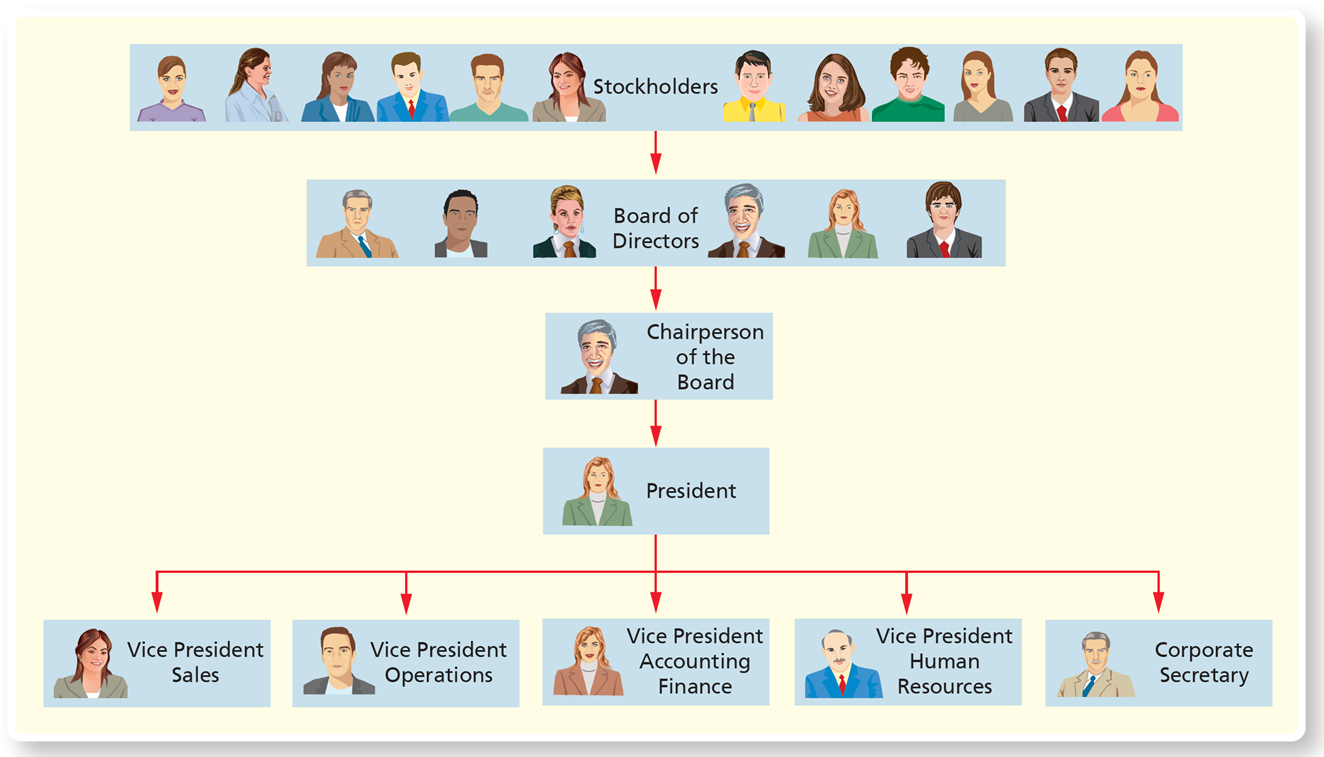 Stockholders
Board of
Directors
Chairperson
of the
Board
President
Vice President
Sales
Vice President
Operations
Vice President
Accounting
Finance
Vice President
Human
Resources
Corporate
Secretary